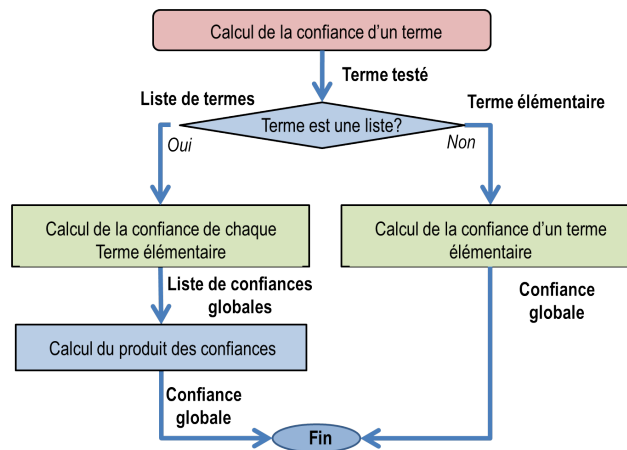 Calcul de la confiance d'un terme
Terme testé
Liste de termes
Terme élémentaire
Terme est une liste?
Oui
Non
Calcul de la confiance de chaque
Terme élémentaire
Calcul de la confiance d'un terme
élémentaire
Liste de confiances
globales
Confiance
globale
Calcul du produit des confiances
Confiance
globale
Fin